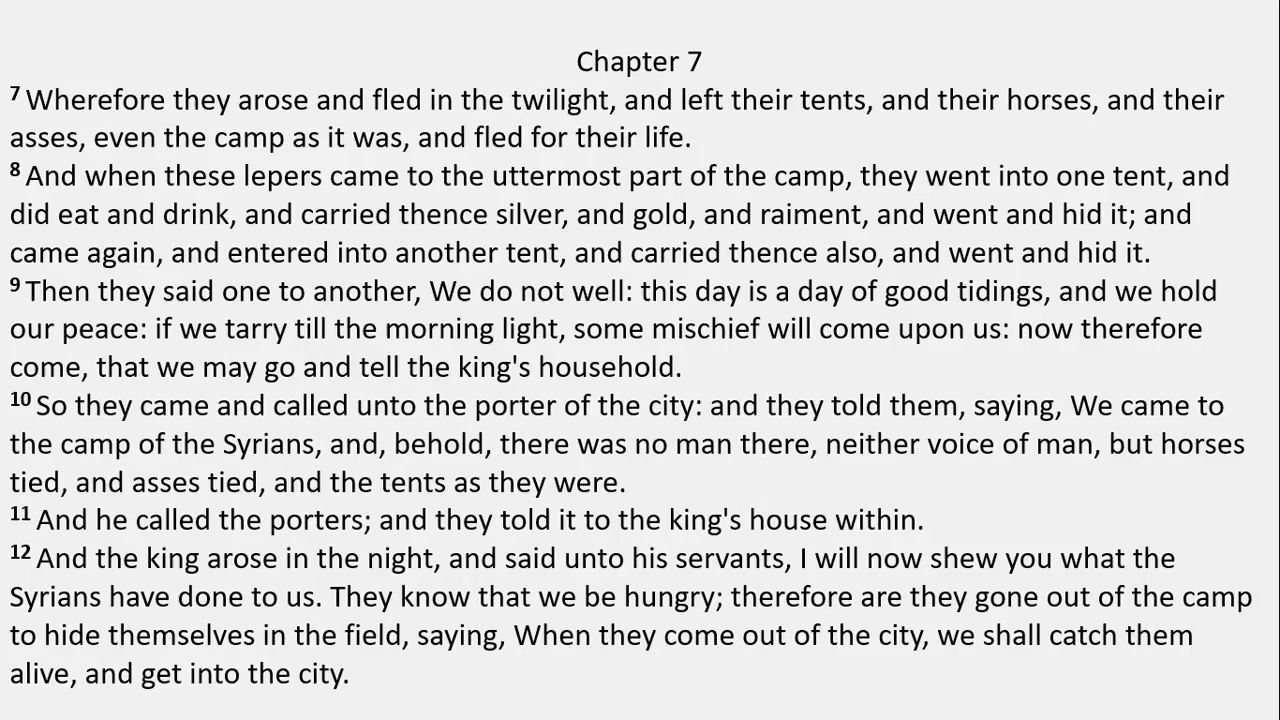 Chapter 7
7 Wherefore they arose and fled in the twilight, and left their tents, and their horses, and their
asses, even the camp as it was, and fled for their life.
8 And when these lepers came to the uttermost part of the camp, they went into one tent, and
did eat and drink, and carried thence silver, and gold, and raiment, and went and hid it; and
came again, and entered into another tent, and carried thence also, and went and hid it.
9 Then they said one to another, We do not well: this day is a day of good tidings, and we hold
our peace: if we tarry till the morning light, some mischief will come upon us: now therefore
come, that we may go and tell the king's household.
10 So they came and called unto the porter of the city: and they told them, saying, We came to
the camp of the Syrians, and, behold, there was no man there, neither voice of man, but horses
tied, and asses tied, and the tents as they were.
11 And he called the porters; and they told it to the king's house within.
12 And the king arose in the night, and said unto his servants, I will now shew you what the
Syrians have done to us. They know that we be hungry; therefore are they gone out of the camp
to hide themselves in the field, saying, When they come out of the city, we shall catch them
alive, and get into the city.